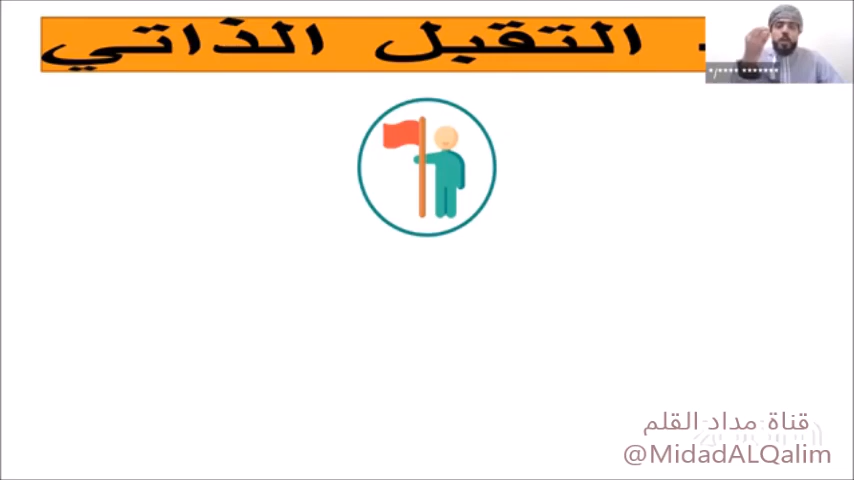 - التقبل الذاتي
*/**** *******
قناة مداد القلم
@MidadALQalim